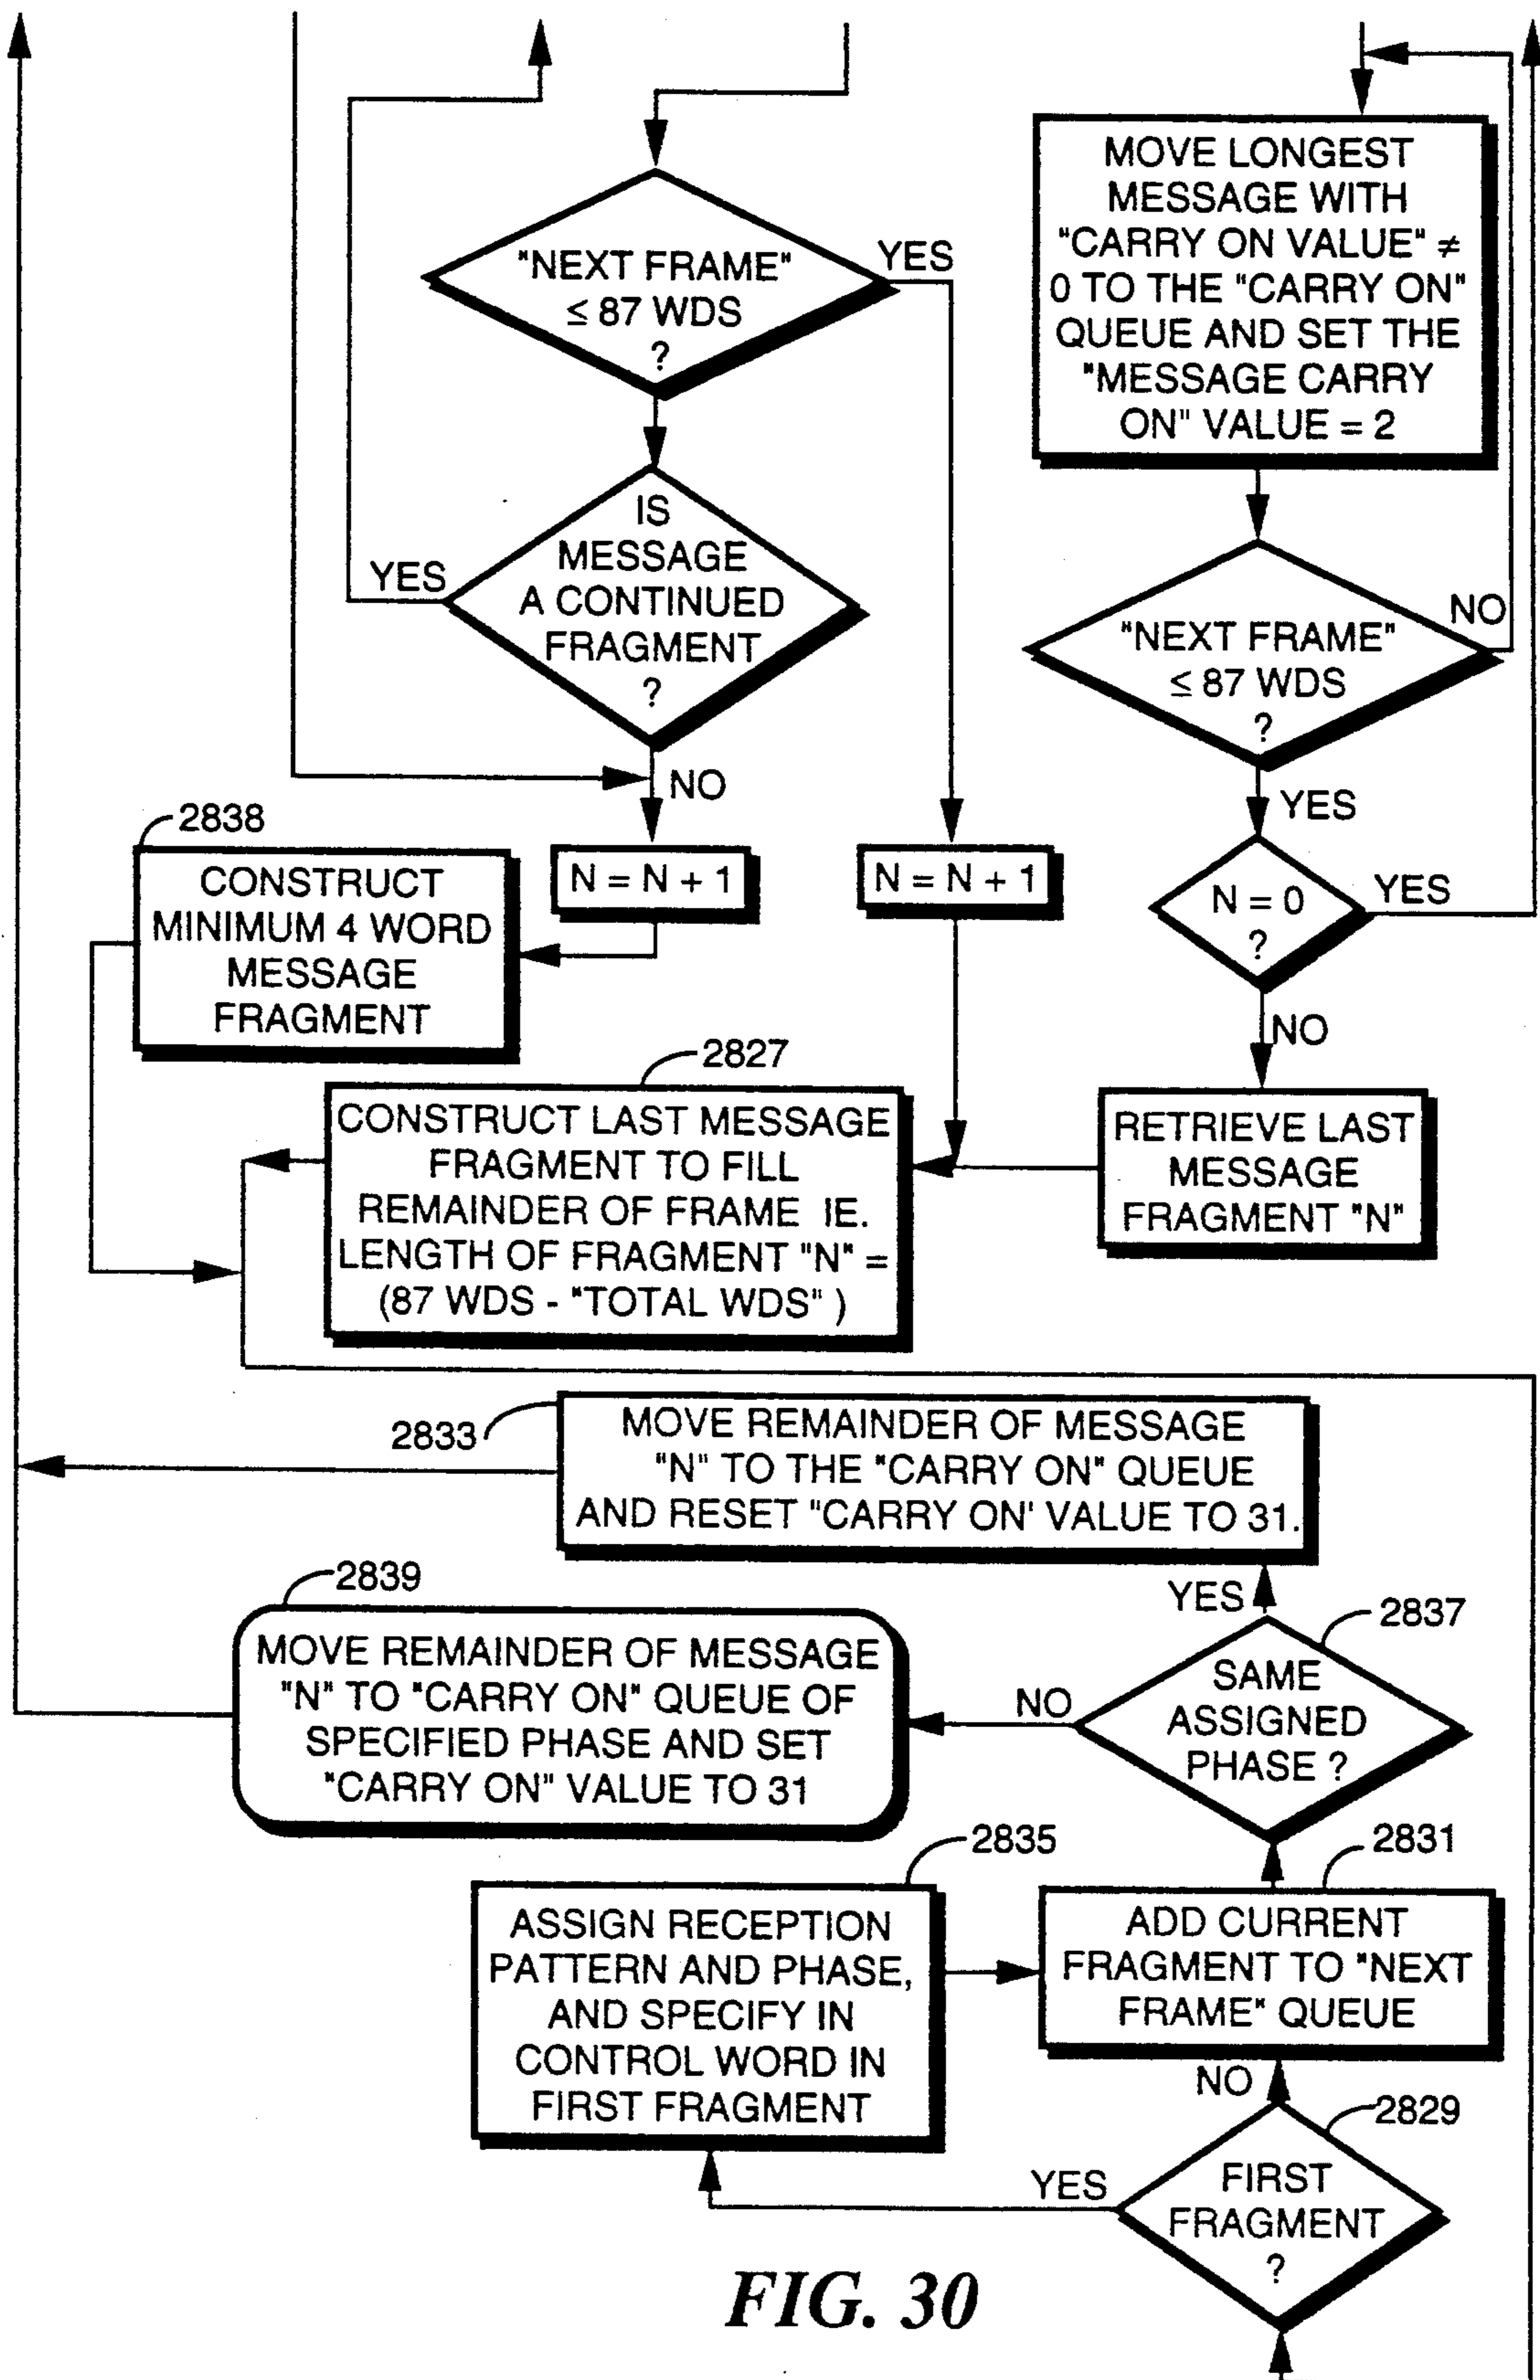 "NEXT FRAME"
≤ 87 WDS
?
YES
IS
MESSAGE
A CONTINUED
FRAGMENT
?
YES
NO
MOVE LONGEST
MESSAGE WITH
"CARRY ON VALUE" ≠
0 TO THE "CARRY ON"
QUEUE AND SET THE
"MESSAGE CARRY
ON" VALUE = 2
"NEXT FRAME"
≤ 87 WDS
?
NO
YES
2838
CONSTRUCT
MINIMUM 4 WORD
MESSAGE
FRAGMENT
N = N + 1
N = N + 1
N = 0
?
YES
NO
2827
CONSTRUCT LAST MESSAGE
FRAGMENT TO FILL
REMAINDER OF FRAME IE.
LENGTH OF FRAGMENT "N" =
(87 WDS - "TOTAL WDS" )
RETRIEVE LAST
MESSAGE
FRAGMENT "N"
2833
MOVE REMAINDER OF MESSAGE
"N" TO THE "CARRY ON" QUEUE
AND RESET "CARRY ON' VALUE TO 31.
2839
MOVE REMAINDER OF MESSAGE
"N" TO "CARRY ON" QUEUE OF
SPECIFIED PHASE AND SET
"CARRY ON" VALUE TO 31
YES
2837
NO
SAME
ASSIGNED
PHASE ?
2835
ASSIGN RECEPTION
PATTERN AND PHASE,
AND SPECIFY IN
CONTROL WORD IN
FIRST FRAGMENT
2831
ADD CURRENT
FRAGMENT TO "NEXT
FRAME" QUEUE
NO
2829
YES
FIRST
FRAGMENT
?
FIG. 30